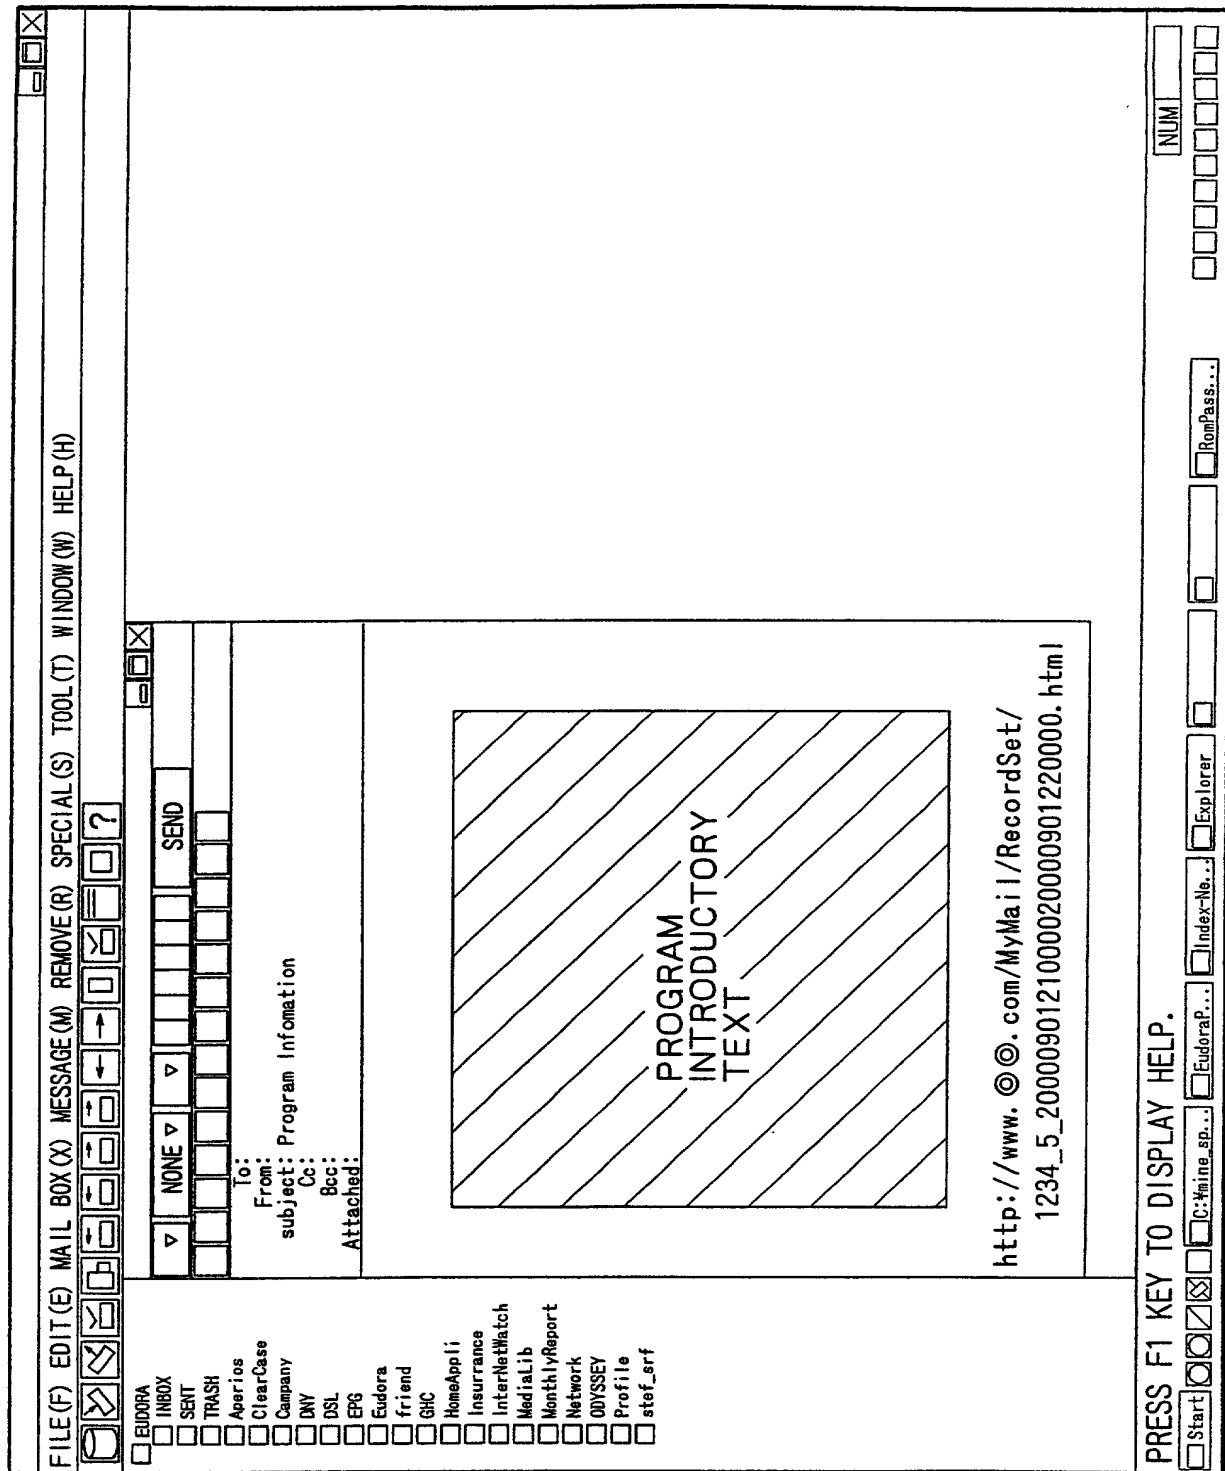 FILE(F) EDIT(E) MAIL BOX(X) MESSAGE(M) REMOVE(R) SPECIAL(S) TOOL(T) WINDOW(W) HELP(H)
?
EUDORA
INBOX
SENT
TRASH
Aperios
ClearCase
Campany
DNY
DSL
EPG
Eudora
friend
GHC
HomeAppli
Insurrance
InterNetWatch
MediaLib
MonthlyReport
Network
ODYSSEY
Profile
stef_srf
NONE SEND
To:
From:
subject: Program Infomation
Cc:
Bcc:
Attached:
PROGRAM
INTRODUCTORY
TEXT
http://www.◎◎.com/MyMail/RecordSet/
1234_5_2000090121000020000901220000.html
PRESS F1 KEY TO DISPLAY HELP.
NUM
Start C:¥mine_sp... EudoraP... Index-Ne... Explorer RomPass...